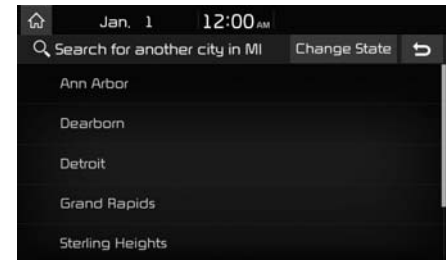 Jan. 1 12:00 AM
Search for another city in MI Change State
Ann Arbor
Dearborn
Detroit
Grand Rapids
Sterling Heights